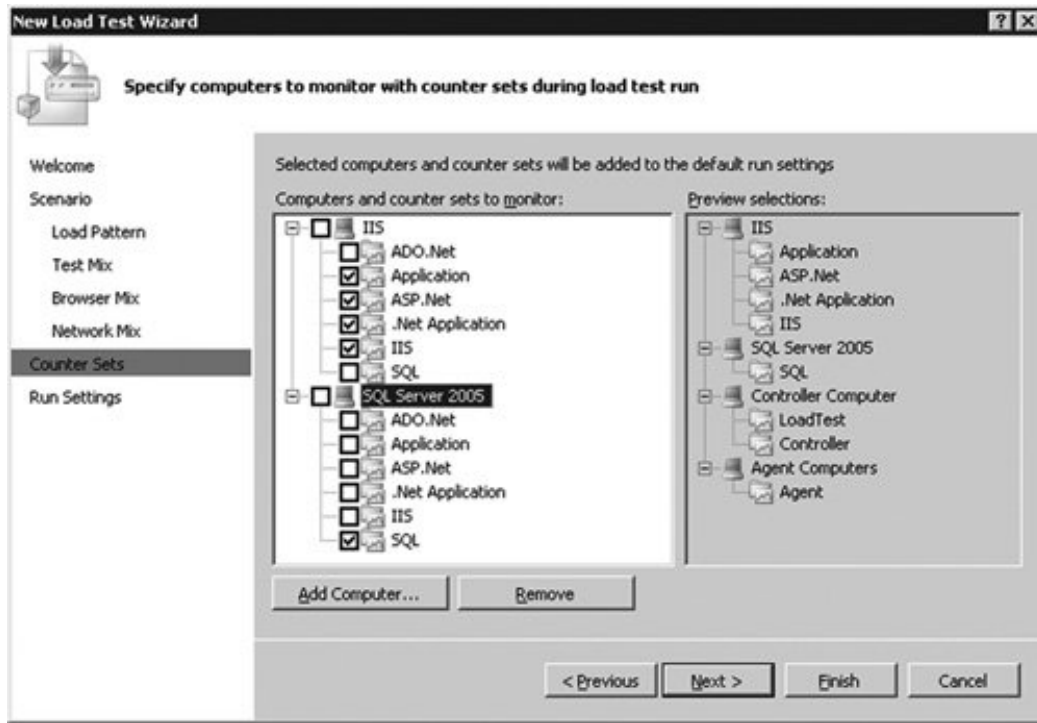 New Load Test Wizard
Specify computers to monitor with counter sets during load test run
Welcome
Scenario
Load Pattern
Test Mix
Browser Mix
Network Mix
Counter Sets
Run Settings
Selected computers and counter sets will be added to the default run settings
Computers and counter sets to monitor:
IIS
ADO.Net
Application
ASP.Net
.Net Application
IIS
SQL
SQL Server 2005
ADO.Net
Application
ASP.Net
.Net Application
IIS
SQL
Add Computer...
Remove
Preview selections:
IIS
Application
ASP.Net
.Net Application
IIS
SQL Server 2005
SQL
Controller Computer
LoadTest
Controller
Agent Computers
Agent
< Previous
Next >
Finish
Cancel